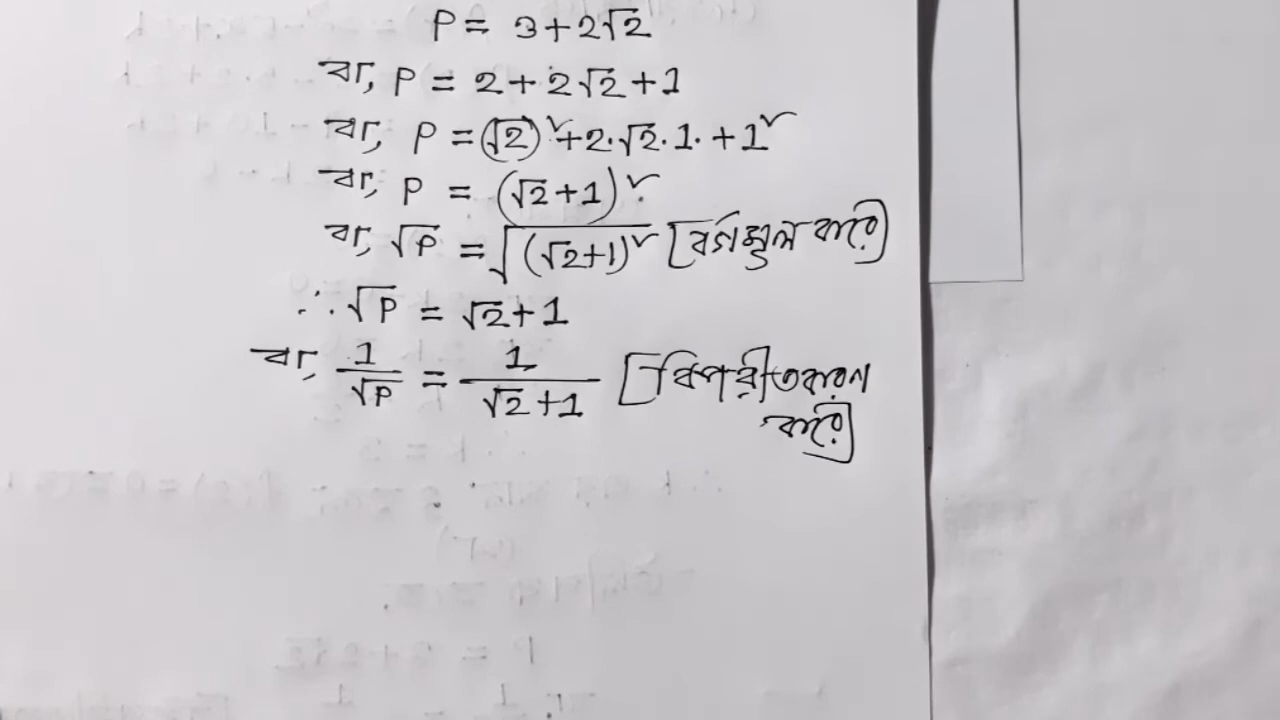 P = 3+2√2
বা, P = 2+2√2+1
বা, P = (√2)² +2.√2.1. +1²
বা, P = (√2+1)².
বা, √P = √(√2+1)² [বর্গমূল করে]
∴ √P = √2+1
বা, 1/√P = 1/√2+1 [বিপরীতকরণ
করে]